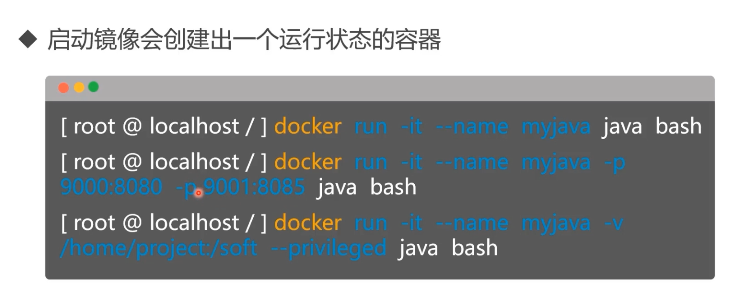 ◆ 启动镜像会创建出一个运行状态的容器
[ root @ localhost / ] docker run -it --name myjava java bash
[ root @ localhost / ] docker run -it --name myjava -p
9000:8080 -p 9001:8085 java bash
[ root @ localhost / ] docker run -it --name myjava -v
/home/project:/soft --privileged java bash